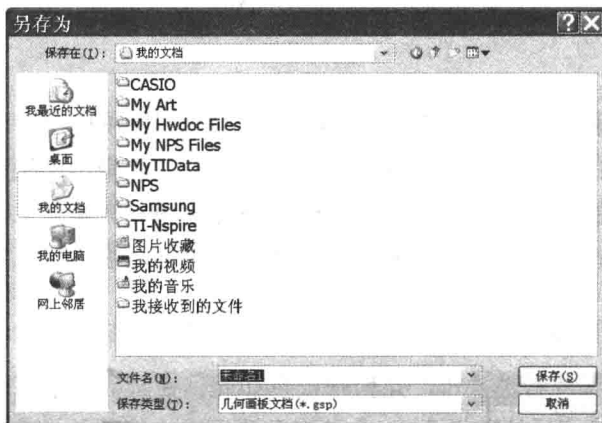 另存为
保存在(I):
我的文档
我最近的文档
桌面
我的文档
我的电脑
网上邻居
CASIO
My Art
My Hwdoc Files
My NPS Files
MyTIData
NPS
Samsung
TI-Nspire
图片收藏
我的视频
我的音乐
我接收到的文件
文件名(N):
未命名1
保存(S)
保存类型(T):
几何画板文档(*.gsp)
取消